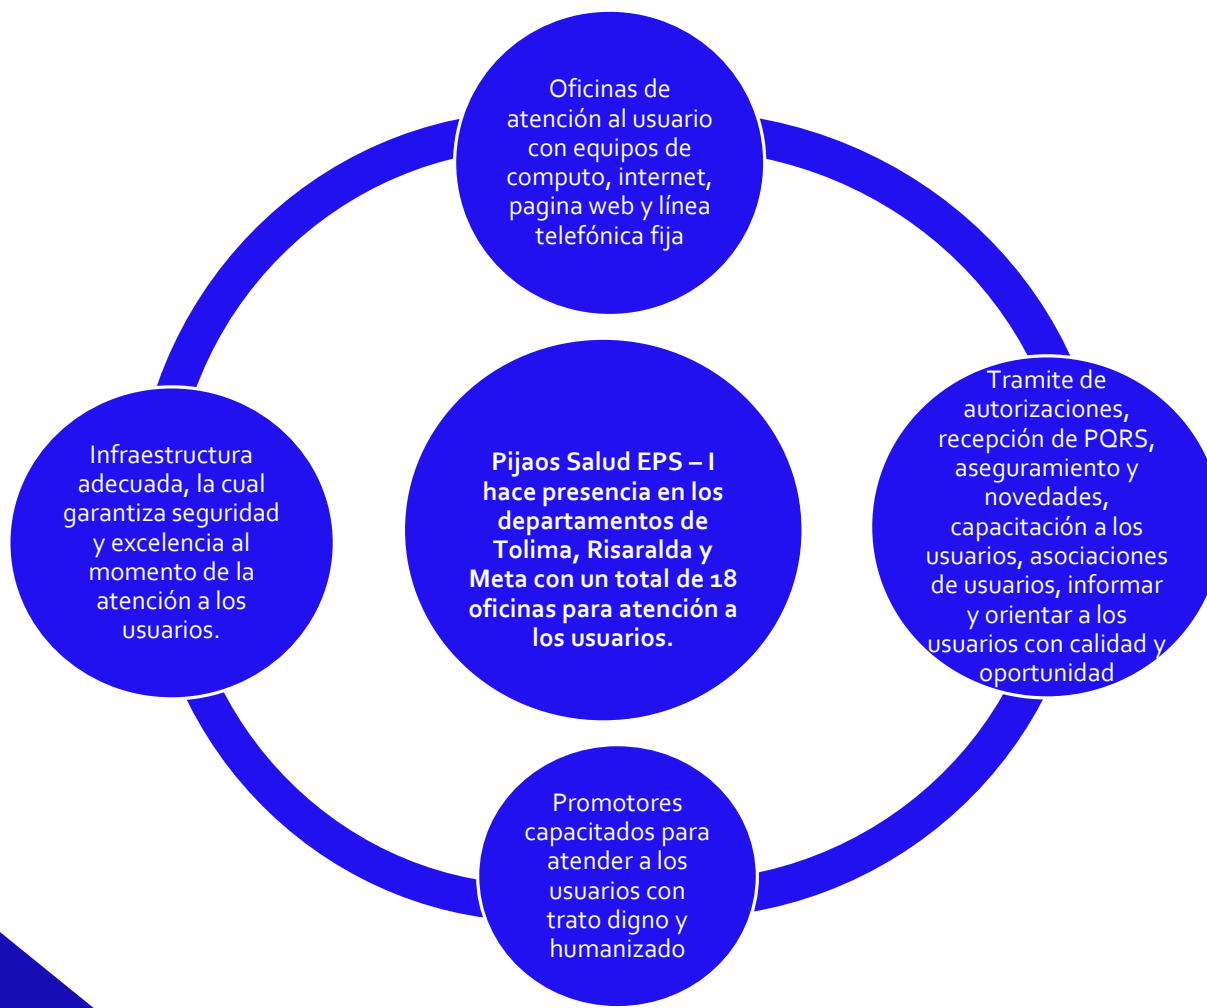 Oficinas de
atención al usuario
con equipos de
computo, internet,
pagina web y línea
telefónica fija
Tramite de
autorizaciones,
recepción de PQRS,
aseguramiento y
novedades,
capacitación a los
usuarios, asociaciones
de usuarios, informar
y orientar a los
usuarios con calidad y
oportunidad
Promotores
capacitados para
atender a los
usuarios con
trato digno y
humanizado
Infraestructura
adecuada, la cual
garantiza seguridad
y excelencia al
momento de la
atención a los
usuarios.
Pijaos Salud EPS – I
hace presencia en los
departamentos de
Tolima, Risaralda y
Meta con un total de 18
oficinas para atención a
los usuarios.